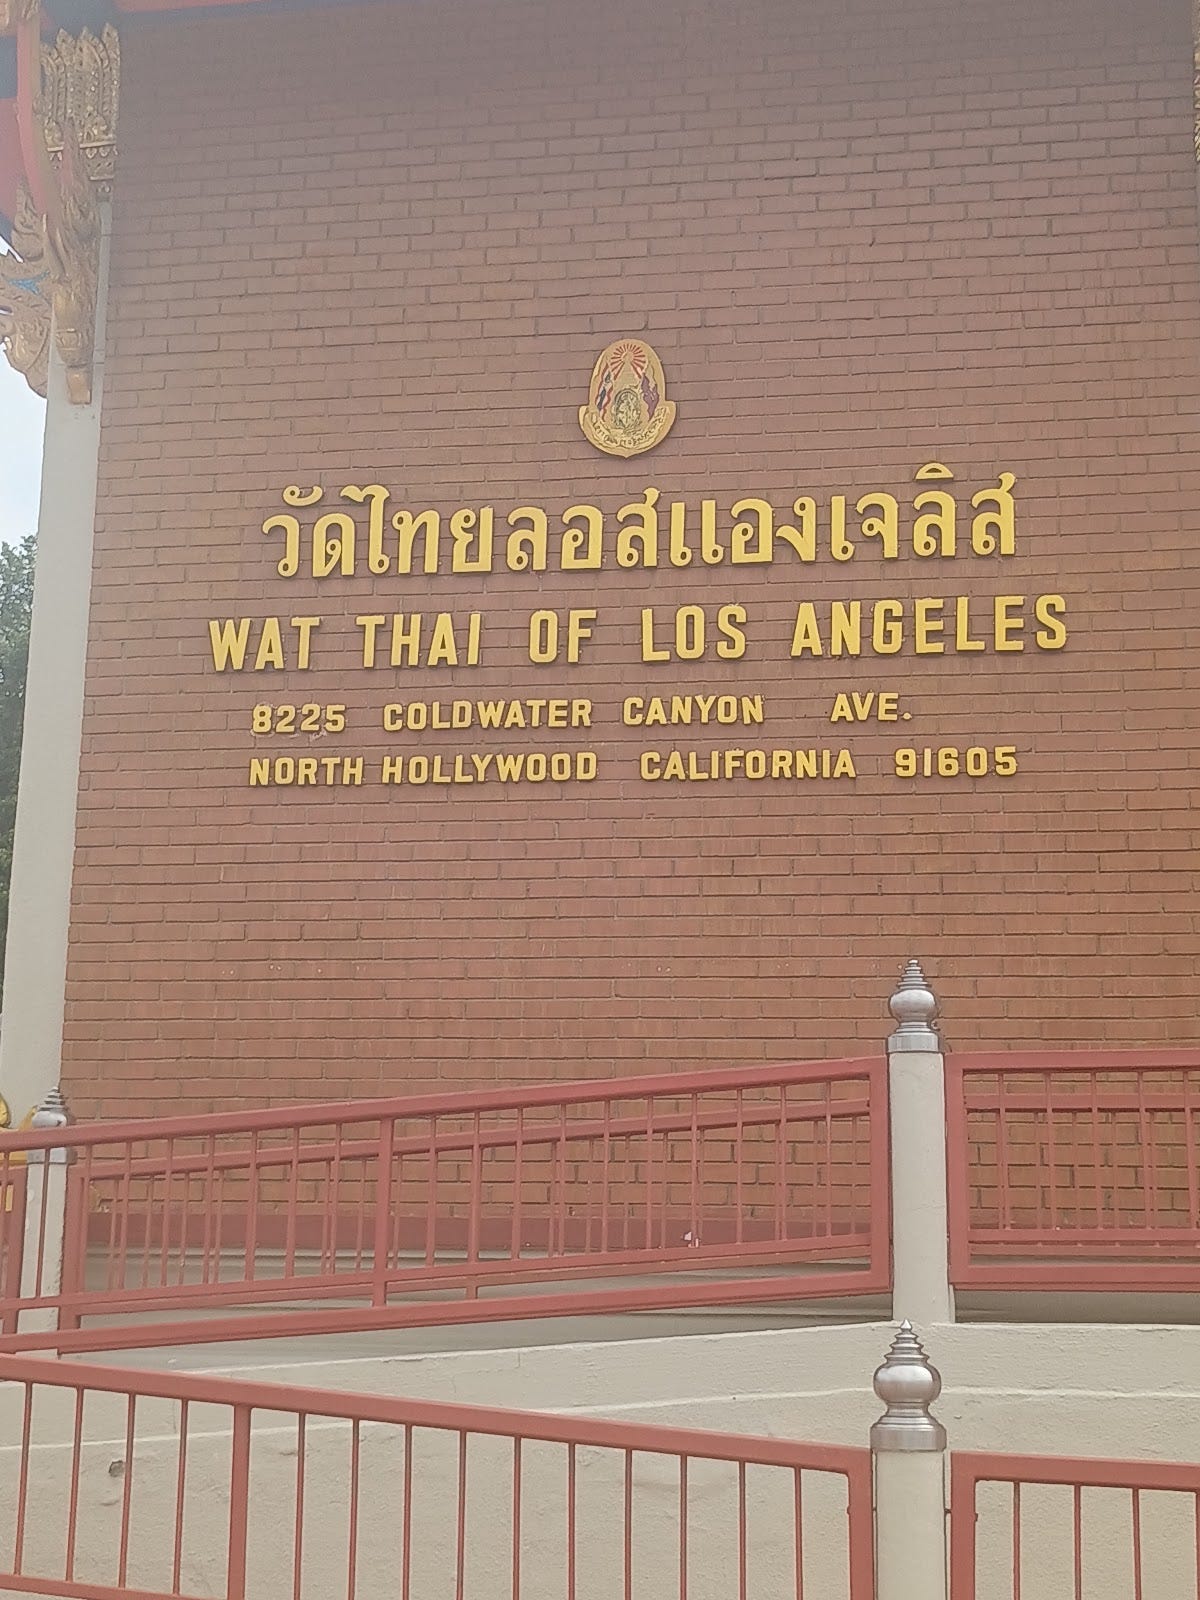 วัดไทยลอสแองเจลิส
WAT THAI OF LOS ANGELES
8225 COLDWATER CANYON AVE.
NORTH HOLLYWOOD CALIFORNIA 91605